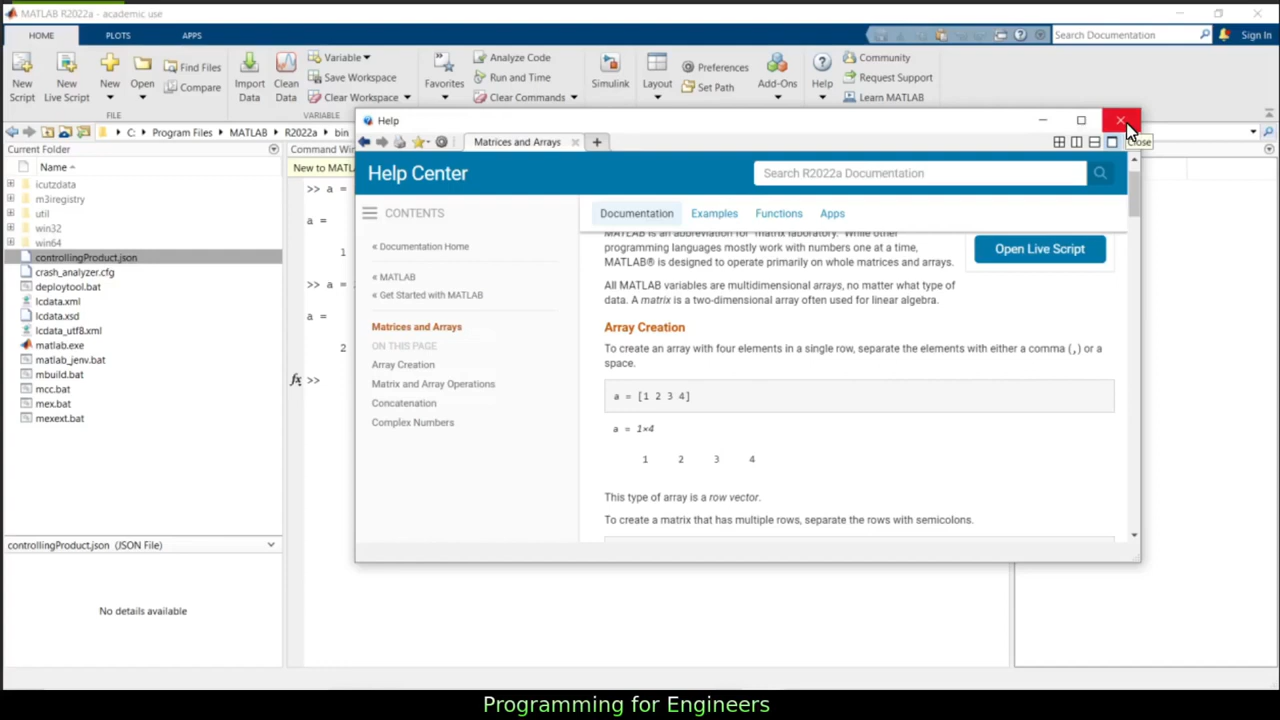 MATLAB R2022a - academic use
HOME PLOTS APPS
Search Documentation
Sign In
New Script
New Live Script
New
Open
Find Files
Compare
FILE
Import Data
Clean Data
Variable
Save Workspace
Clear Workspace
VARIABLE
Favorites
Analyze Code
Run and Time
Clear Commands
Simulink
Layout
Preferences
Set Path
Add-Ons
Help
Community
Request Support
Learn MATLAB
C: Program Files MATLAB R2022a bin
Current Folder
Name
icutzdata
m3iregistry
util
win32
win64
controllingProduct.json
crash_analyzer.cfg
deploytool.bat
lcdata.xml
lcdata.xsd
lcdata_utf8.xml
matlab.exe
matlab_jenv.bat
mbuild.bat
mcc.bat
mex.bat
mexext.bat
controllingProduct.json (JSON File)
No details available
Command Win
New to MATL
>> a =
a =
1
>> a =
a =
2
fx >>
Help
Close
Matrices and Arrays
Help Center
Search R2022a Documentation
CONTENTS
« Documentation Home
« MATLAB
« Get Started with MATLAB
Matrices and Arrays
ON THIS PAGE
Array Creation
Matrix and Array Operations
Concatenation
Complex Numbers
Documentation Examples Functions Apps
MATLAB is an abbreviation for "matrix laboratory." While other
programming languages mostly work with numbers one at a time,
MATLAB® is designed to operate primarily on whole matrices and arrays.
Open Live Script
All MATLAB variables are multidimensional arrays, no matter what type of
data. A matrix is a two-dimensional array often used for linear algebra.
Array Creation
To create an array with four elements in a single row, separate the elements with either a comma (,) or a
space.
a = [1 2 3 4]
a = 1×4
1 2 3 4
This type of array is a row vector.
To create a matrix that has multiple rows, separate the rows with semicolons.
Programming for Engineers